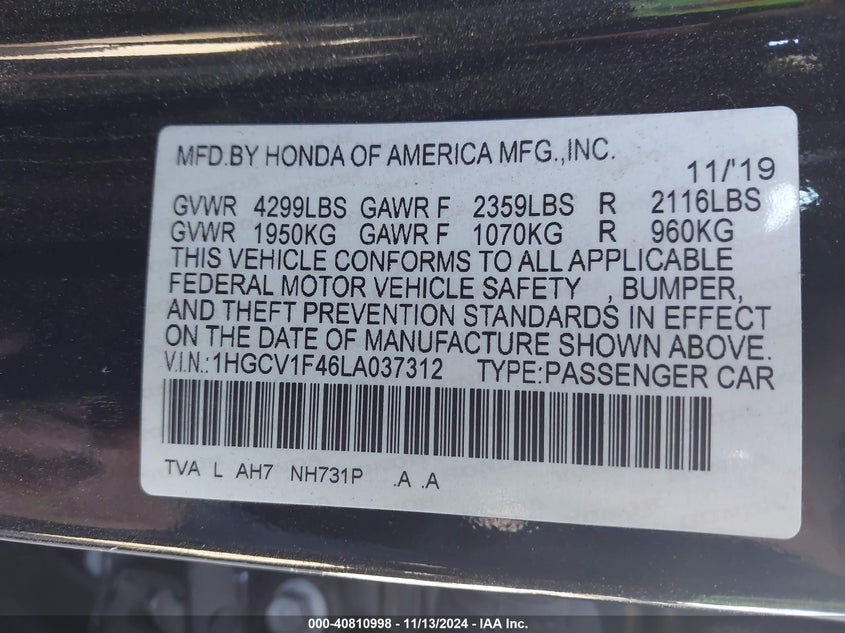 MFD.BY HONDA OF AMERICA MFG.,INC.
11/'19
GVWR 4299LBS GAWR F 2359LBS R 2116LBS
GVWR 1950KG GAWR F 1070KG R 960KG
THIS VEHICLE CONFORMS TO ALL APPLICABLE
FEDERAL MOTOR VEHICLE SAFETY , BUMPER,
AND THEFT PREVENTION STANDARDS IN EFFECT
ON THE DATE OF MANUFACTURE SHOWN ABOVE.
V.I.N.:1HGCV1F46LA037312 TYPE:PASSENGER CAR
TVA L AH7 NH731P .A .A
000-40810998 - 11/13/2024 - IAA Inc.